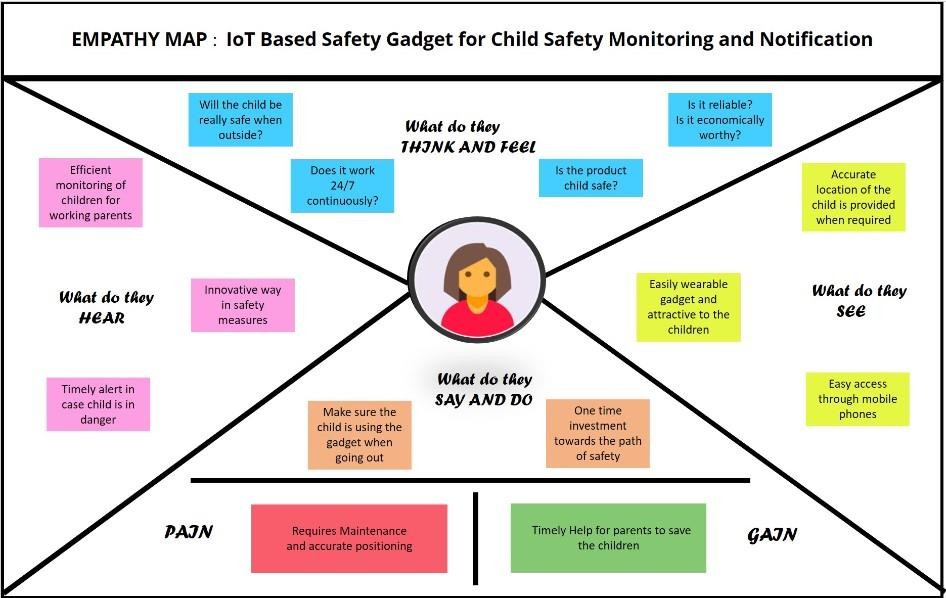 EMPATHY MAP : IoT Based Safety Gadget for Child Safety Monitoring and Notification
Will the child be
really safe when
outside?
What do they
THINK AND FEEL
Is it reliable?
Is it economically
worthy?
Does it work
24/7
continuously?
Is the product
child safe?
Efficient
monitoring of
children for
working parents
What do they
HEAR
Innovative way
in safety
measures
Timely alert in
case child is in
danger
Accurate
location of the
child is provided
when required
Easily wearable
gadget and
attractive to the
children
What do they
SEE
Easy access
through mobile
phones
What do they
SAY AND DO
Make sure the
child is using the
gadget when
going out
One time
investment
towards the path
of safety
PAIN
Requires Maintenance
and accurate positioning
Timely Help for parents to save
the children
GAIN